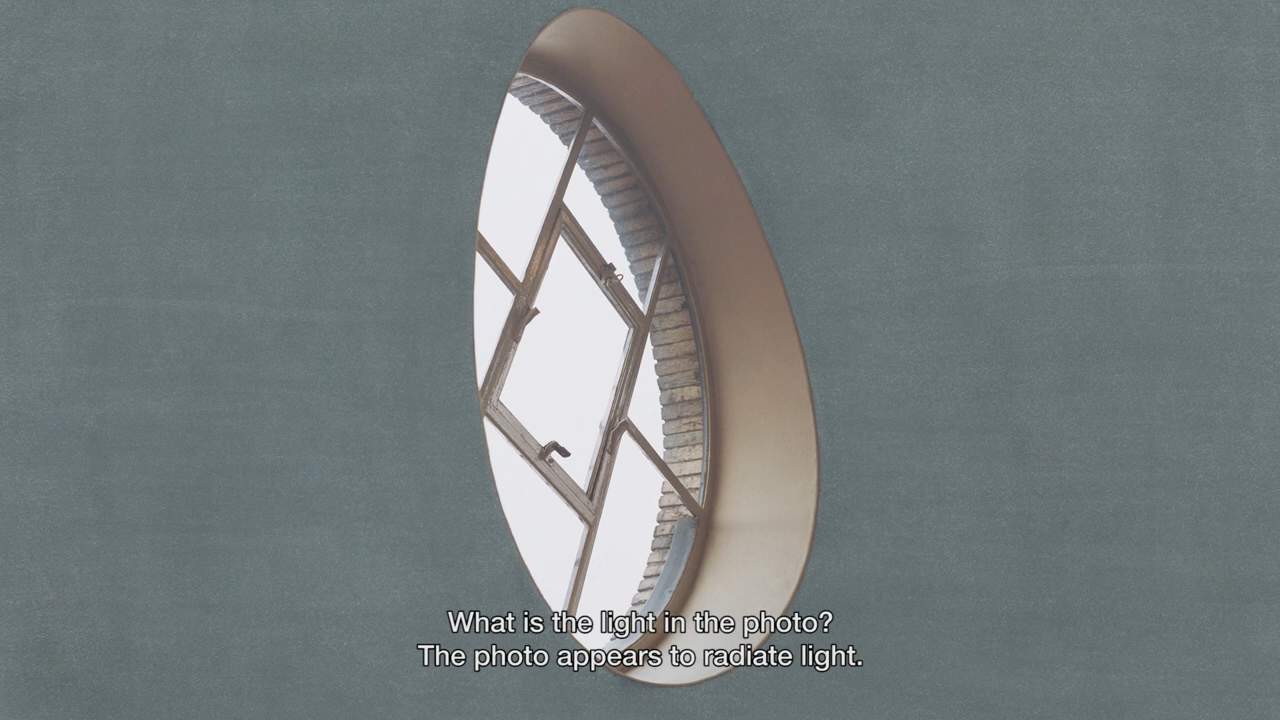 What is the light in the photo?
The photo appears to radiate light.